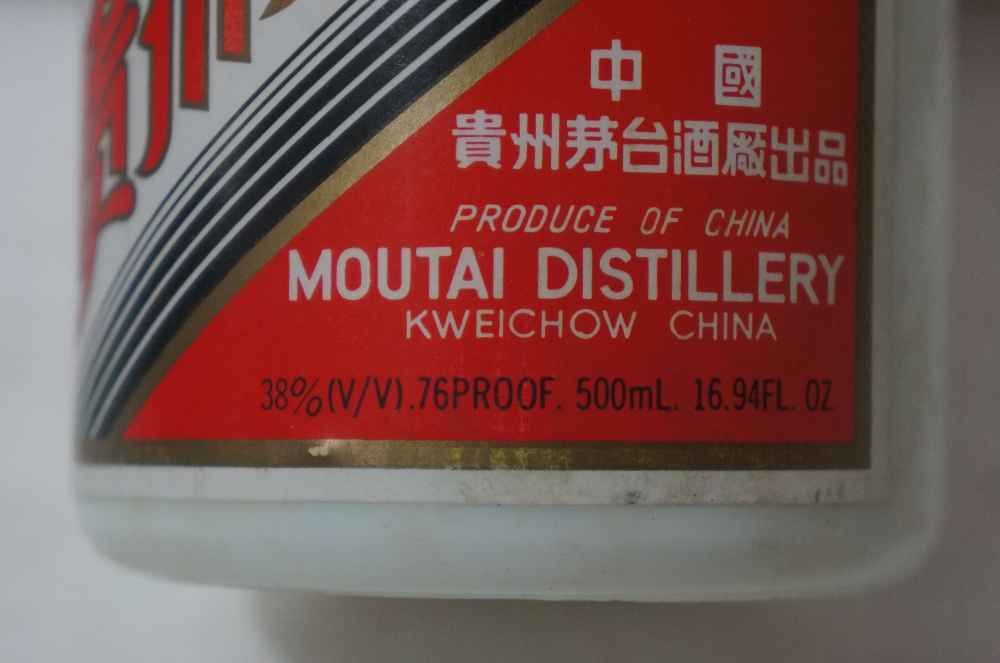 中 國
貴州茅台酒廠出品
PRODUCE OF CHINA
MOUTAI DISTILLERY
KWEICHOW CHINA
38%(V/V).76PROOF. 500mL. 16.94FL. OZ